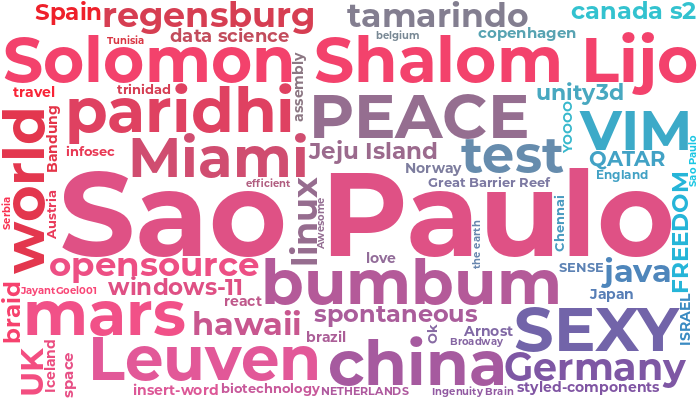 Spain
regensburg
tamarindo
canada s2
Tunisia
data science
belgium
copenhagen
Solomon
Shalom Lijo
travel
trinidad
assembly
unity3d
paridhi
PEACE
YOOOO
VIM
world
Bandung
infosec
Miami
Jeju Island
test
QATAR
Sao Paulo
Norway
England
efficient
Great Barrier Reef
Serbia
Austria
Sao Paulo
linux
Awesome
the earth
Chennai
FREEDOM
opensource
love
SENSE
java
JayantGoel001
windows-11
bumbum
Japan
braid
mars
react
spontaneous
ISRAEL
hawaii
brazil
Ok
Arnost
Broadway
SEXY
UK
Iceland
space
Leuven
china
Germany
insert-word
biotechnology
NETHERLANDS
Ingenuity
Brain
styled-components